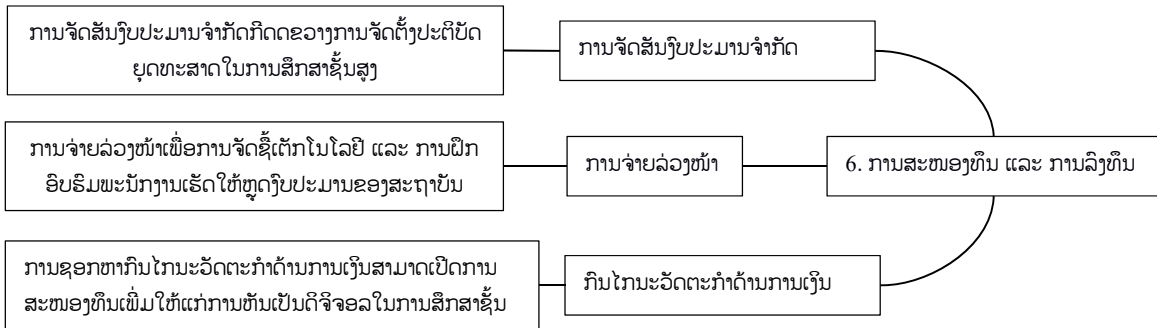 ການຈັດສັນງົບປະມານຈຳກັດກີດດຂວາງການຈັດຕັ້ງປະຕິບັດ
ຍຸດທະສາດໃນການສຶກສາຊັ້ນສູງ
ການຈັດສັນງົບປະມານຈຳກັດ
ການຈ່າຍລ່ວງໜ້າເພື່ອການຈັດຊື້ເຕັກໂນໂລຢີ ແລະ ການຝຶກ
ອົບຮົມພະນັກງານເຮັດໃຫ້ຫຼຸດງົບປະມານຂອງສະຖາບັນ
ການຈ່າຍລ່ວງໜ້າ
6. ການສະໜອງທຶນ ແລະ ການລົງທຶນ
ການຊອກຫາກົນໄກນະວັດຕະກຳດ້ານການເງິນສາມາດເປີດການ
ສະໜອງທຶນເພີ່ມໃຫ້ແກ່ການຫັນເປັນດິຈິຈອລໃນການສຶກສາຊັ້ນ
ກົນໄກນະວັດຕະກຳດ້ານການເງິນ